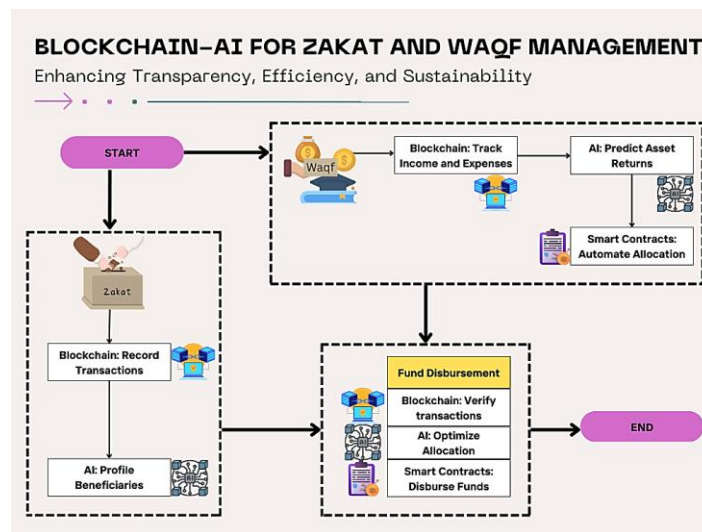 BLOCKCHAIN-AI FOR ZAKAT AND WAQF MANAGEMENT
Enhancing Transparency, Efficiency, and Sustainability
START
Waqf
Blockchain: Track
Income and Expenses
AI: Predict Asset
Returns
Smart Contracts:
Automate Allocation
Zakat
Blockchain: Record
Transactions
AI: Profile
Beneficiaries
Fund Disbursement
Blockchain: Verify
transactions
AI: Optimize
Allocation
Smart Contracts:
Disburse Funds
END